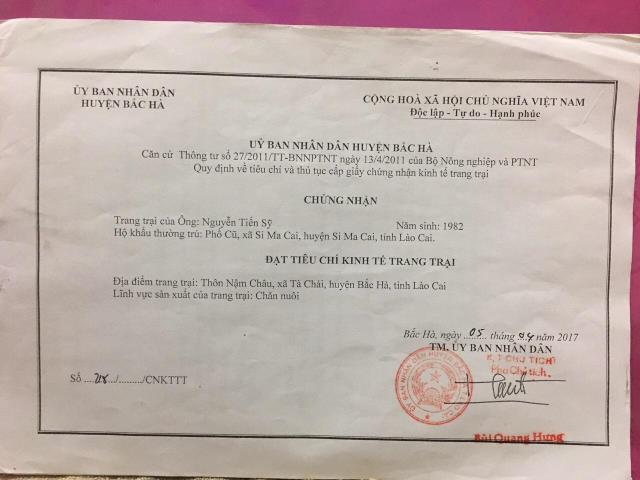 ỦY BAN NHÂN DÂN
HUYỆN BẮC HÀ
CỘNG HOÀ XÃ HỘI CHỦ NGHĨA VIỆT NAM
Độc lập - Tự do - Hạnh phúc
UỶ BAN NHÂN DÂN HUYỆN BẮC HÀ
Căn cứ Thông tư số 27/2011/TT-BNNPTNT ngày 13/4/2011 của Bộ Nông nghiệp và PTNT
Quy định về tiêu chí và thủ tục cấp giấy chứng nhận kinh tế trang trại
CHỨNG NHẬN
Trang trại của Ông: Nguyễn Tiến Sỹ Năm sinh: 1982
Hộ khẩu thường trú: Phố Cũ, xã Si Ma Cai, huyện Si Ma Cai, tỉnh Lào Cai.
ĐẠT TIÊU CHÍ KINH TẾ TRANG TRẠI
Địa điểm trang trại: Thôn Nậm Châu, xã Tà Chải, huyện Bắc Hà, tỉnh Lào Cai
Lĩnh vực sản xuất của trang trại: Chăn nuôi
Bắc Hà, ngày 05 tháng năm 2017
TM. ỦY BAN NHÂN DÂN
K.T CHỦ TỊCH
Phó Chủ tịch
Số ..../........./CNKTTT
Bùi Quang Hưng